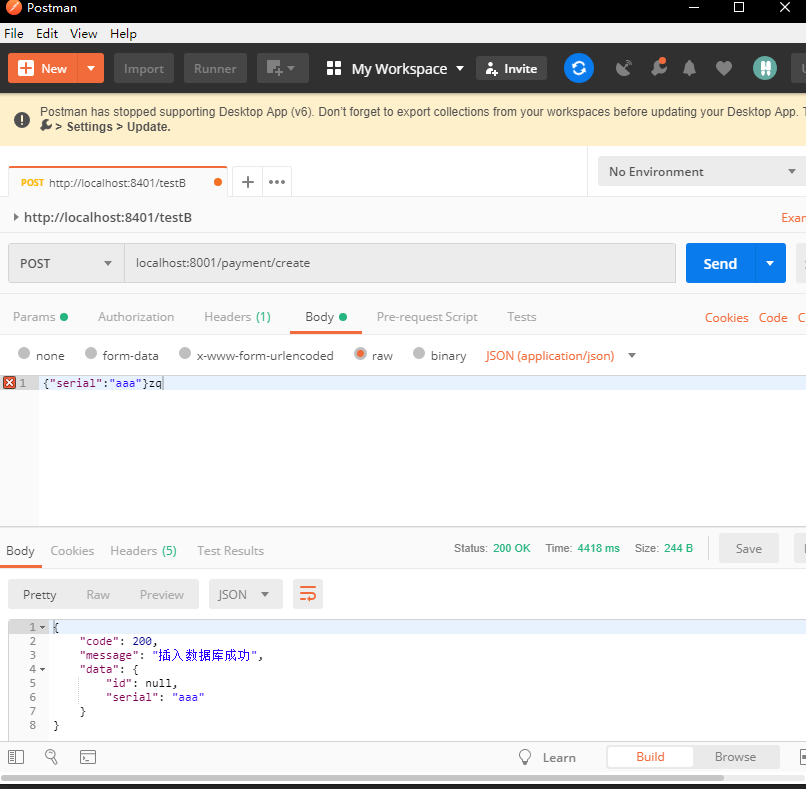 Postman
File Edit View Help
New Import Runner My Workspace Invite
Postman has stopped supporting Desktop App (v6). Don't forget to export collections from your workspaces before updating your Desktop App. T
> Settings > Update.
POST http://localhost:8401/testB No Environment
http://localhost:8401/testB Exam
POST localhost:8001/payment/create Send
Params Authorization Headers (1) Body Pre-request Script Tests Cookies Code C
none form-data x-www-form-urlencoded raw binary JSON (application/json)
1 {"serial":"aaa"}zq
Body Cookies Headers (5) Test Results Status: 200 OK Time: 4418 ms Size: 244 B Save
Pretty Raw Preview JSON
1 {
2 "code": 200,
3 "message": "插入数据库成功",
4 "data": {
5 "id": null,
6 "serial": "aaa"
7 }
8 }
Learn Build Browse